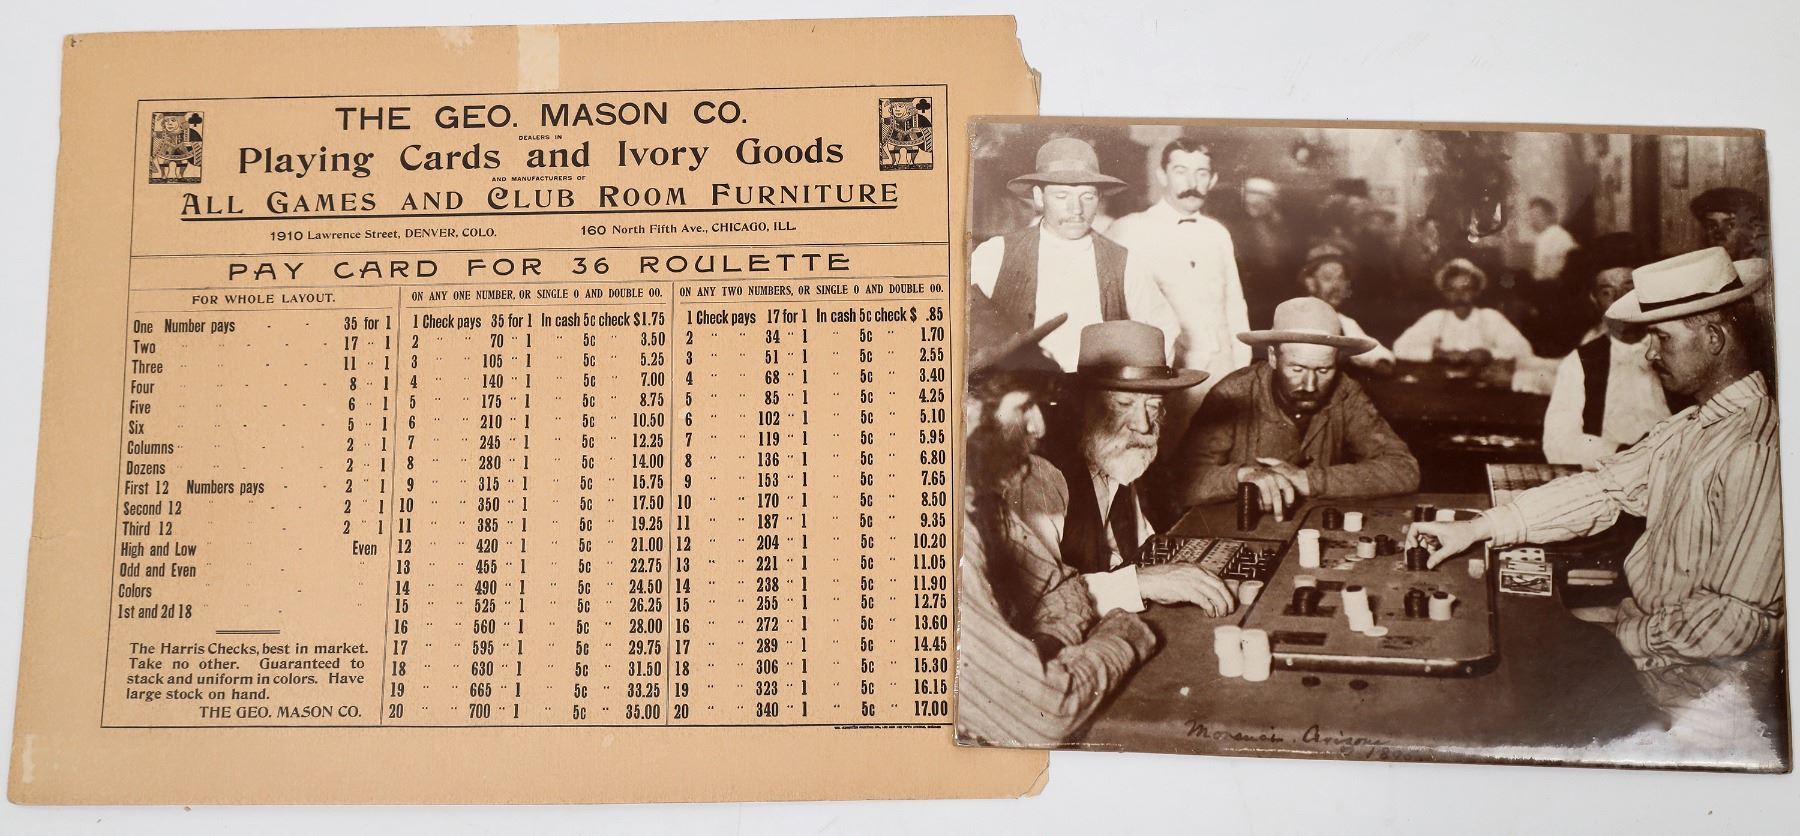 THE GEO. MASON CO.
DEALERS IN
Playing Cards and Ivory Goods
AND MANUFACTURERS OF
ALL GAMES AND CLUB ROOM FURNITURE
1910 Lawrence Street, DENVER, COLO. 160 North Fifth Ave., CHICAGO, ILL.
PAY CARD FOR 36 ROULETTE
FOR WHOLE LAYOUT.
One Number pays - - 35 for 1
Two " " - - 17 " 1
Three " " - - 11 " 1
Four " " - - 8 " 1
Five " " - - 6 " 1
Six " " - - 5 " 1
Columns " - - 2 " 1
Dozens " - - 2 " 1
First 12 Numbers pays - - 2 " 1
Second 12 " " - 2 " 1
Third 12 " " - 2 " 1
High and Low " - Even
Odd and Even " -
Colors " -
1st and 2d 18 " -
The Harris Checks, best in market.
Take no other. Guaranteed to
stack and uniform in colors. Have
large stock on hand.
THE GEO. MASON CO.
ON ANY ONE NUMBER, OR SINGLE 0 AND DOUBLE 00.
1 Check pays 35 for 1 In cash 5c check $1.75
2 " " 70 " 1 " 5c " 3.50
3 " " 105 " 1 " 5c " 5.25
4 " " 140 " 1 " 5c " 7.00
5 " " 175 " 1 " 5c " 8.75
6 " " 210 " 1 " 5c " 10.50
7 " " 245 " 1 " 5c " 12.25
8 " " 280 " 1 " 5c " 14.00
9 " " 315 " 1 " 5c " 15.75
10 " " 350 " 1 " 5c " 17.50
11 " " 385 " 1 " 5c " 19.25
12 " " 420 " 1 " 5c " 21.00
13 " " 455 " 1 " 5c " 22.75
14 " " 490 " 1 " 5c " 24.50
15 " " 525 " 1 " 5c " 26.25
16 " " 560 " 1 " 5c " 28.00
17 " " 595 " 1 " 5c " 29.75
18 " " 630 " 1 " 5c " 31.50
19 " " 665 " 1 " 5c " 33.25
20 " " 700 " 1 " 5c " 35.00
ON ANY TWO NUMBERS, OR SINGLE 0 AND DOUBLE 00.
1 Check pays 17 for 1 In cash 5c check $ .85
2 " " 34 " 1 " 5c " 1.70
3 " " 51 " 1 " 5c " 2.55
4 " " 68 " 1 " 5c " 3.40
5 " " 85 " 1 " 5c " 4.25
6 " " 102 " 1 " 5c " 5.10
7 " " 119 " 1 " 5c " 5.95
8 " " 136 " 1 " 5c " 6.80
9 " " 153 " 1 " 5c " 7.65
10 " " 170 " 1 " 5c " 8.50
11 " " 187 " 1 " 5c " 9.35
12 " " 204 " 1 " 5c " 10.20
13 " " 221 " 1 " 5c " 11.05
14 " " 238 " 1 " 5c " 11.90
15 " " 255 " 1 " 5c " 12.75
16 " " 272 " 1 " 5c " 13.60
17 " " 289 " 1 " 5c " 14.45
18 " " 306 " 1 " 5c " 15.30
19 " " 323 " 1 " 5c " 16.15
20 " " 340 " 1 " 5c " 17.00